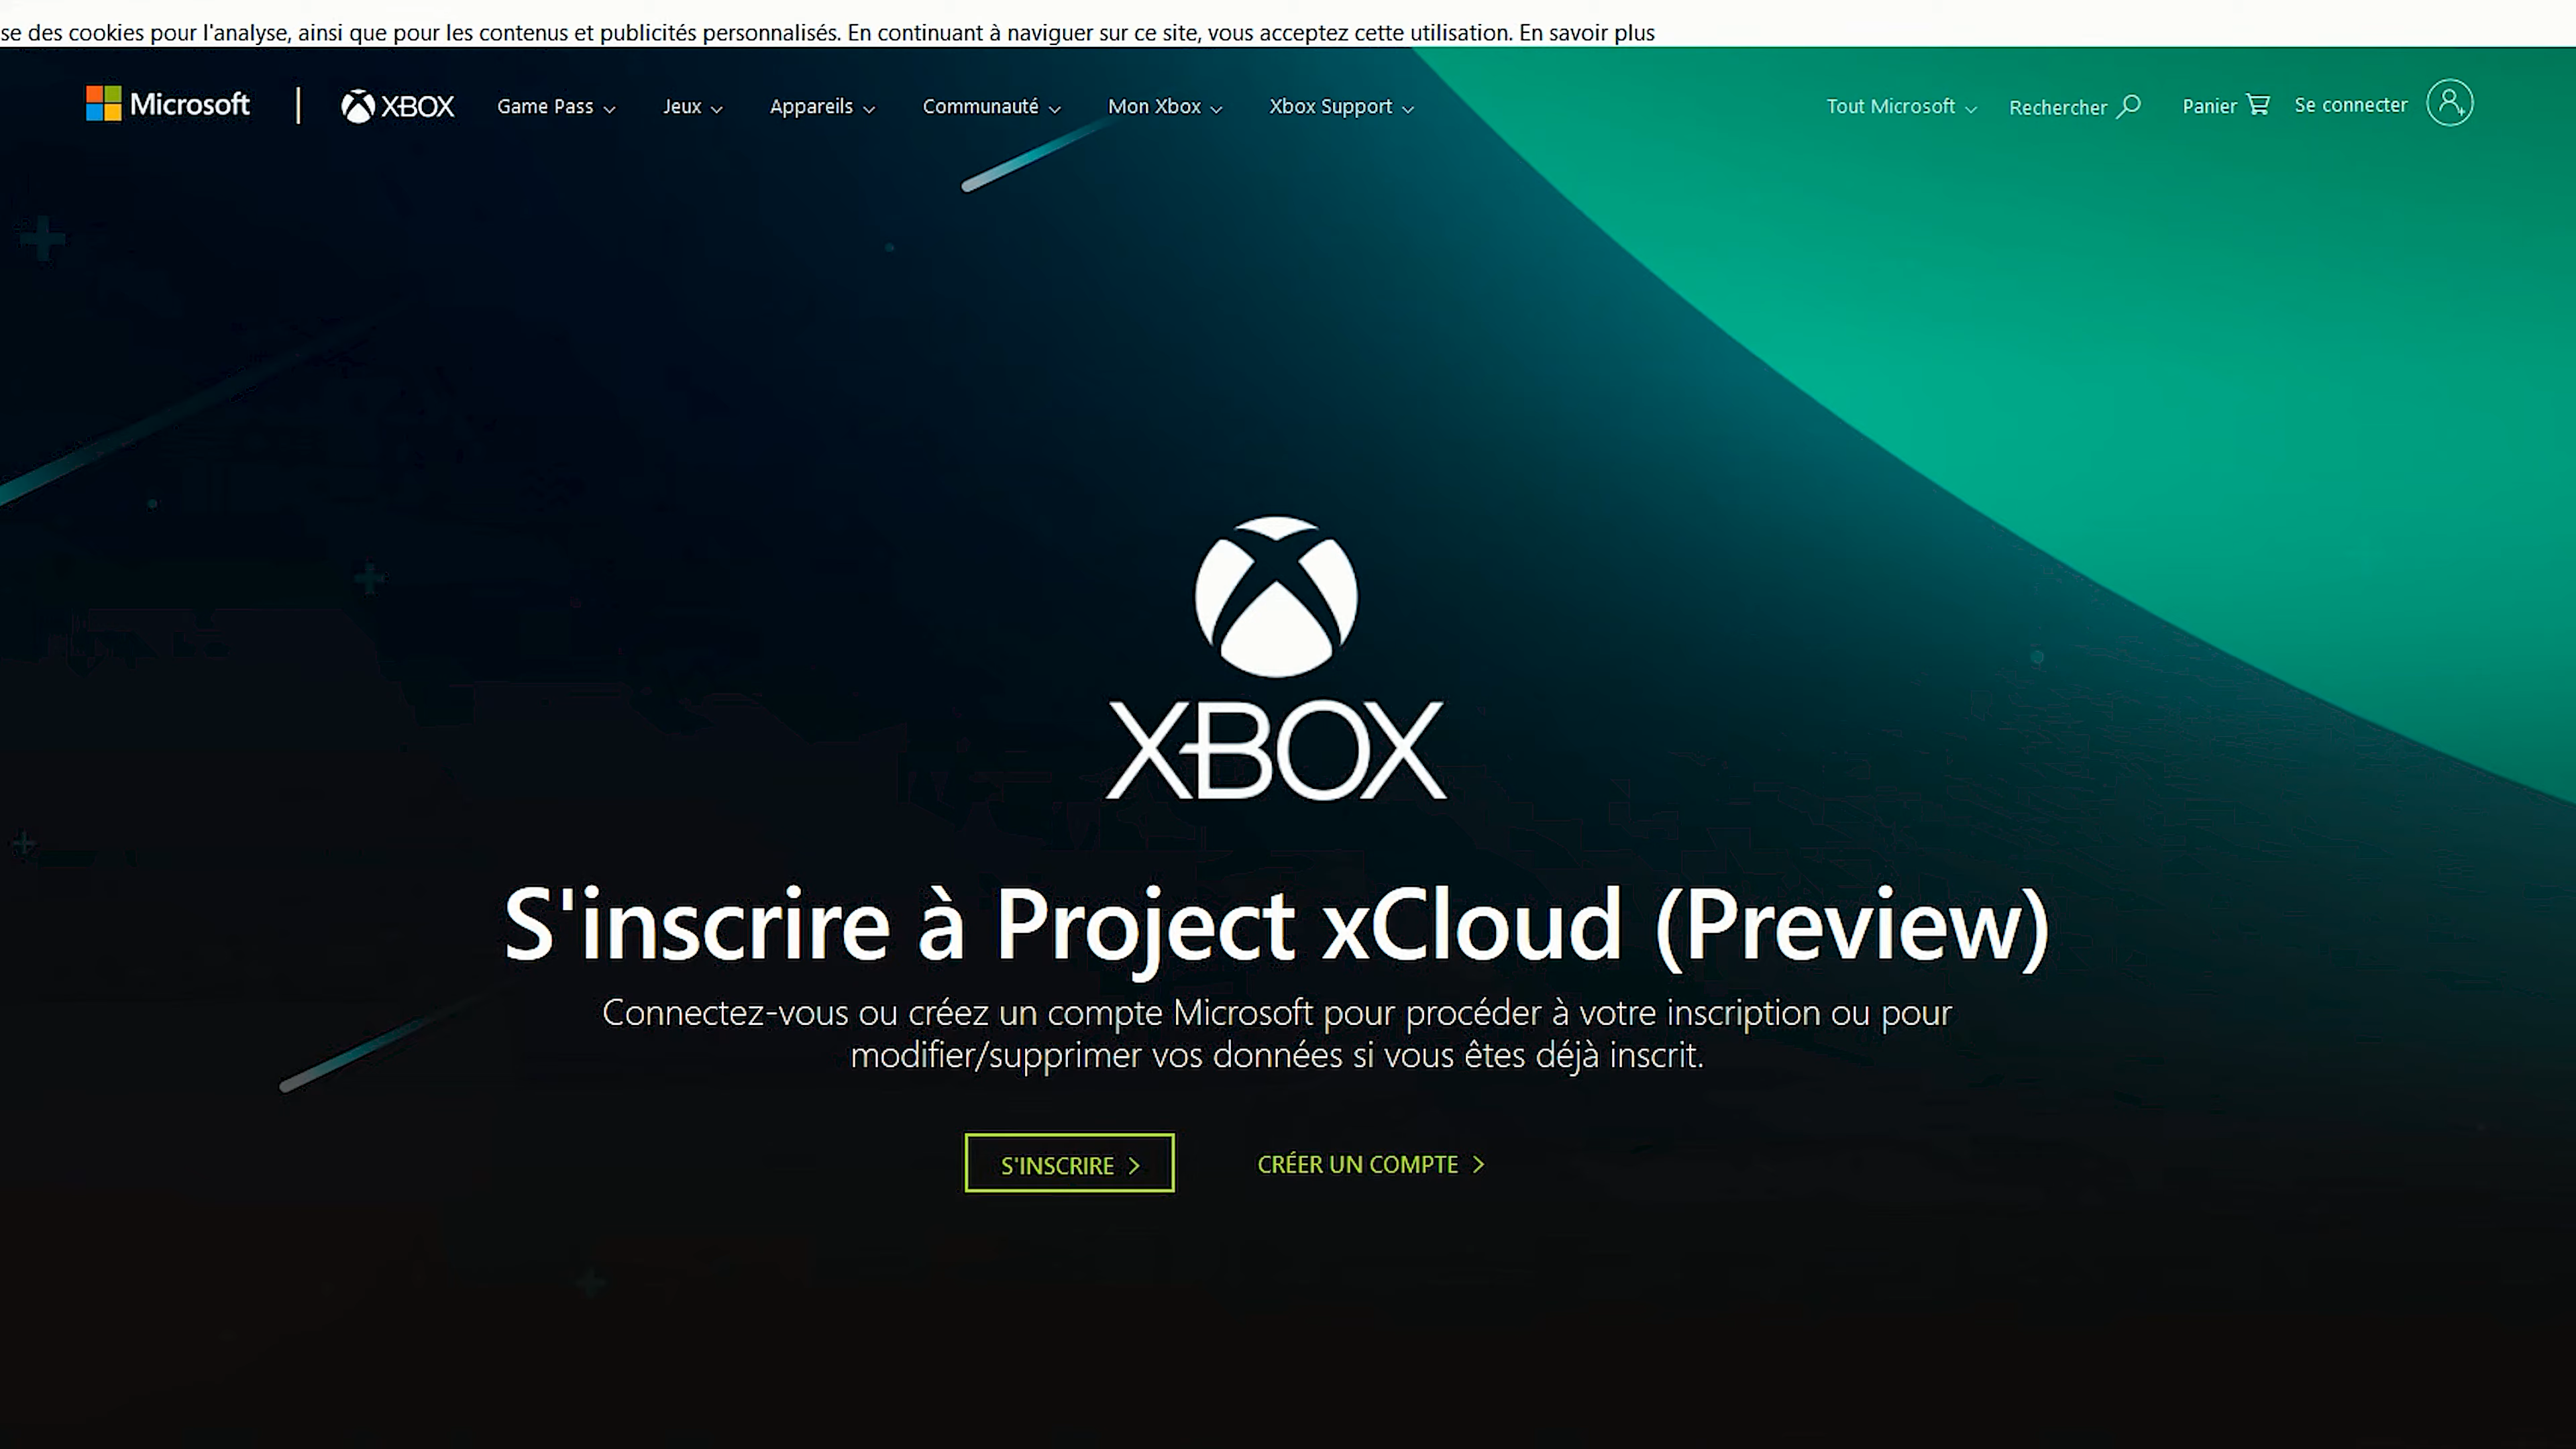 se des cookies pour l'analyse, ainsi que pour les contenus et publicités personnalisés. En continuant à naviguer sur ce site, vous acceptez cette utilisation. En savoir plus
Microsoft | XBOX Game Pass Jeux Appareils Communauté Mon Xbox Xbox Support Tout Microsoft Rechercher Panier Se connecter
XBOX
S'inscrire à Project xCloud (Preview)
Connectez-vous ou créez un compte Microsoft pour procéder à votre inscription ou pour
modifier/supprimer vos données si vous êtes déjà inscrit.
S'INSCRIRE > CRÉER UN COMPTE >